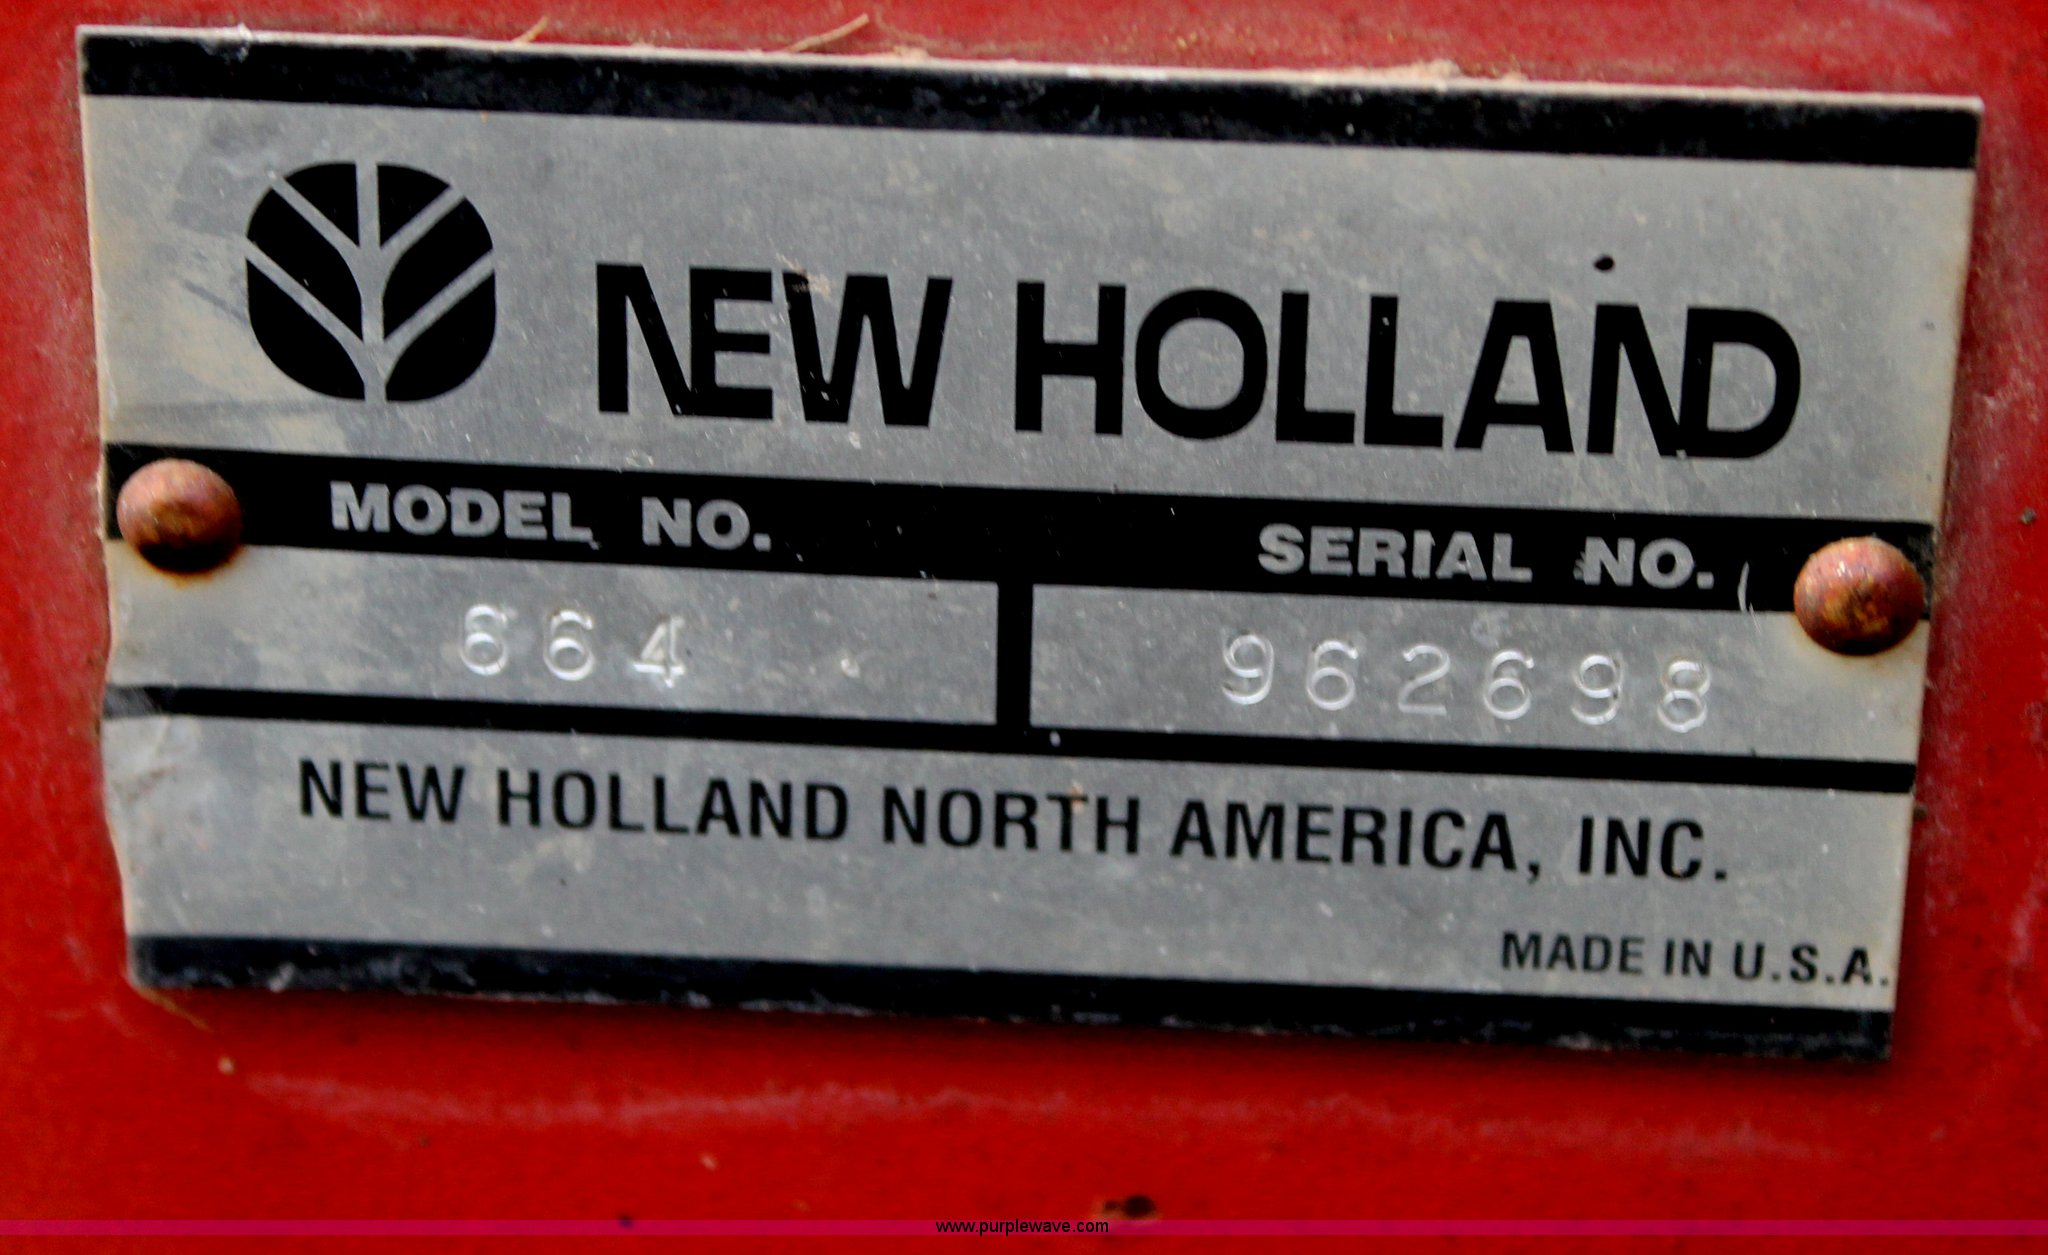 NEW HOLLAND
MODEL NO. SERIAL NO.
664 962698
NEW HOLLAND NORTH AMERICA, INC.
MADE IN U.S.A.
www.purplewave.com